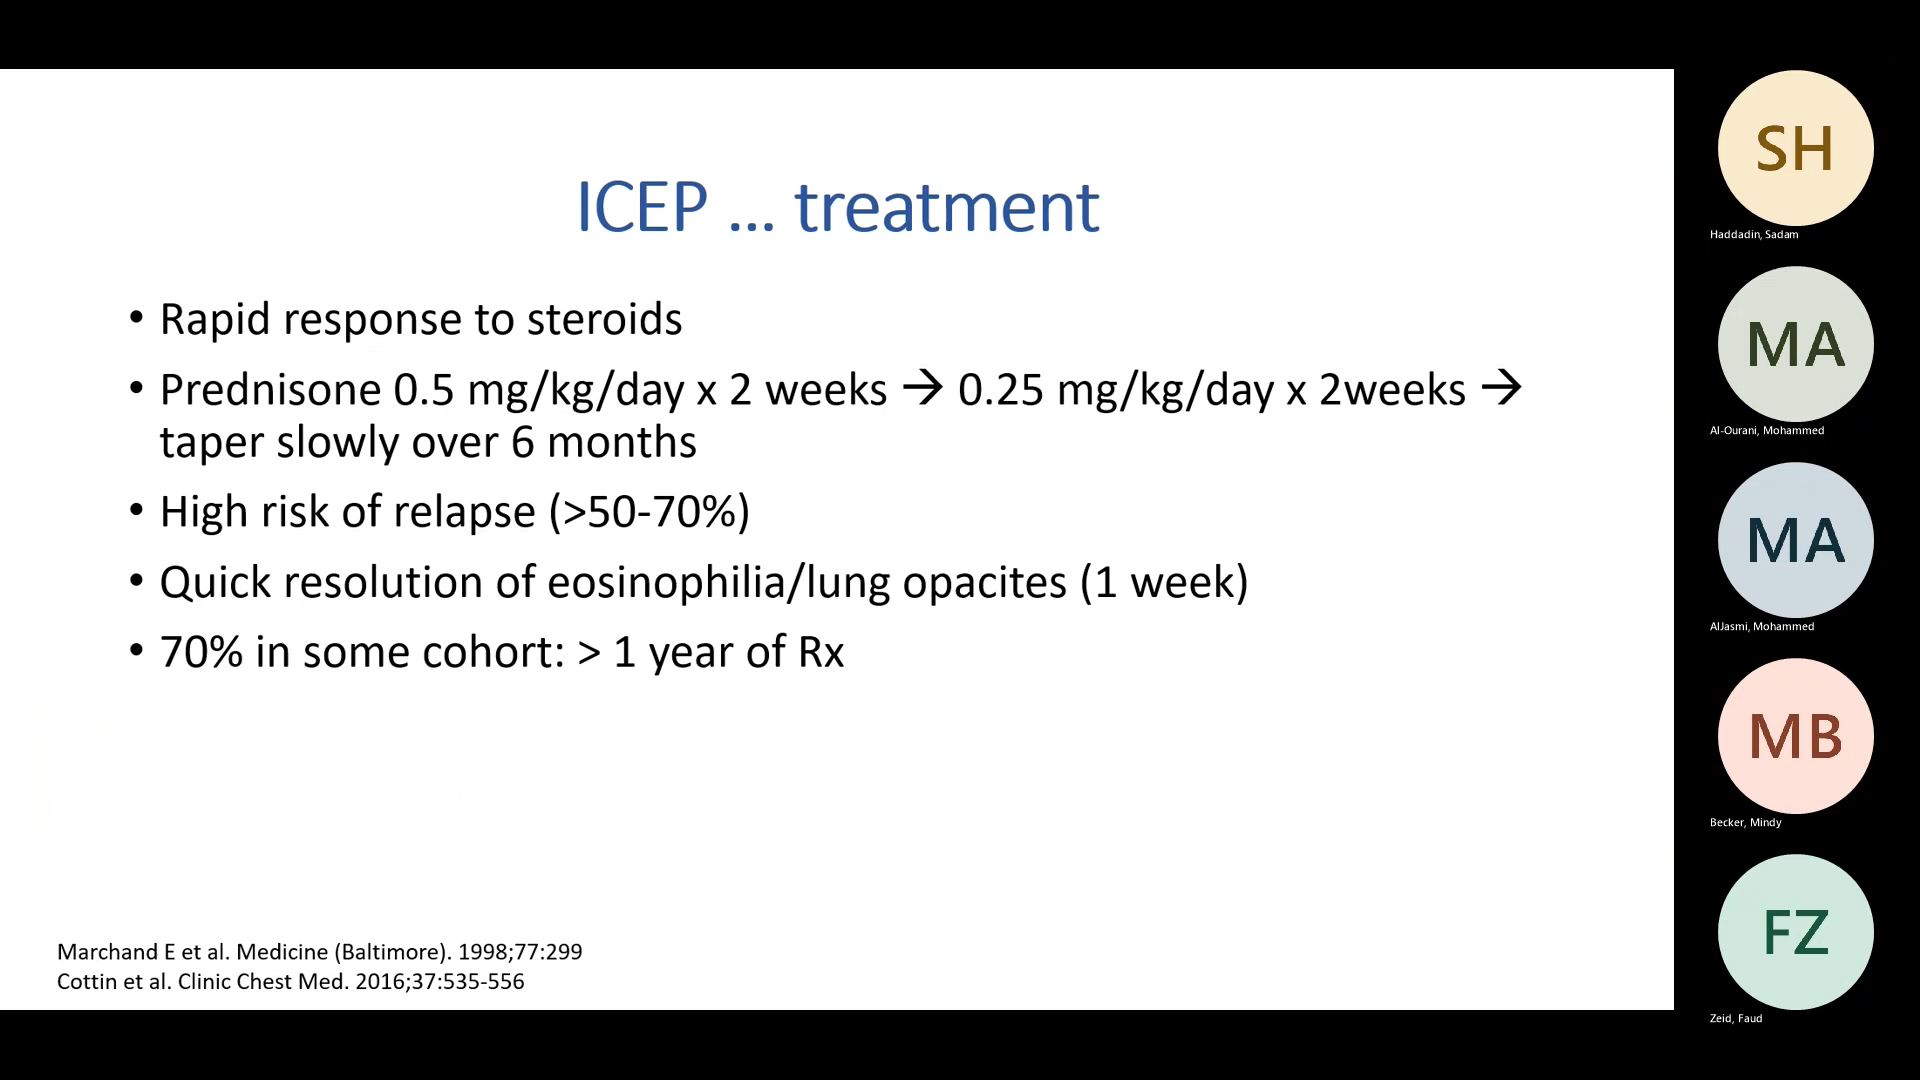 ICEP ... treatment
• Rapid response to steroids
• Prednisone 0.5 mg/kg/day x 2 weeks → 0.25 mg/kg/day x 2weeks →
taper slowly over 6 months
• High risk of relapse (>50-70%)
• Quick resolution of eosinophilia/lung opacites (1 week)
• 70% in some cohort: > 1 year of Rx
Marchand E et al. Medicine (Baltimore). 1998;77:299
Cottin et al. Clinic Chest Med. 2016;37:535-556
SH
Haddadin, Sadam
MA
Al-Ourani, Mohammed
MA
AlJasmi, Mohammed
MB
Becker, Mindy
FZ
Zeid, Faud